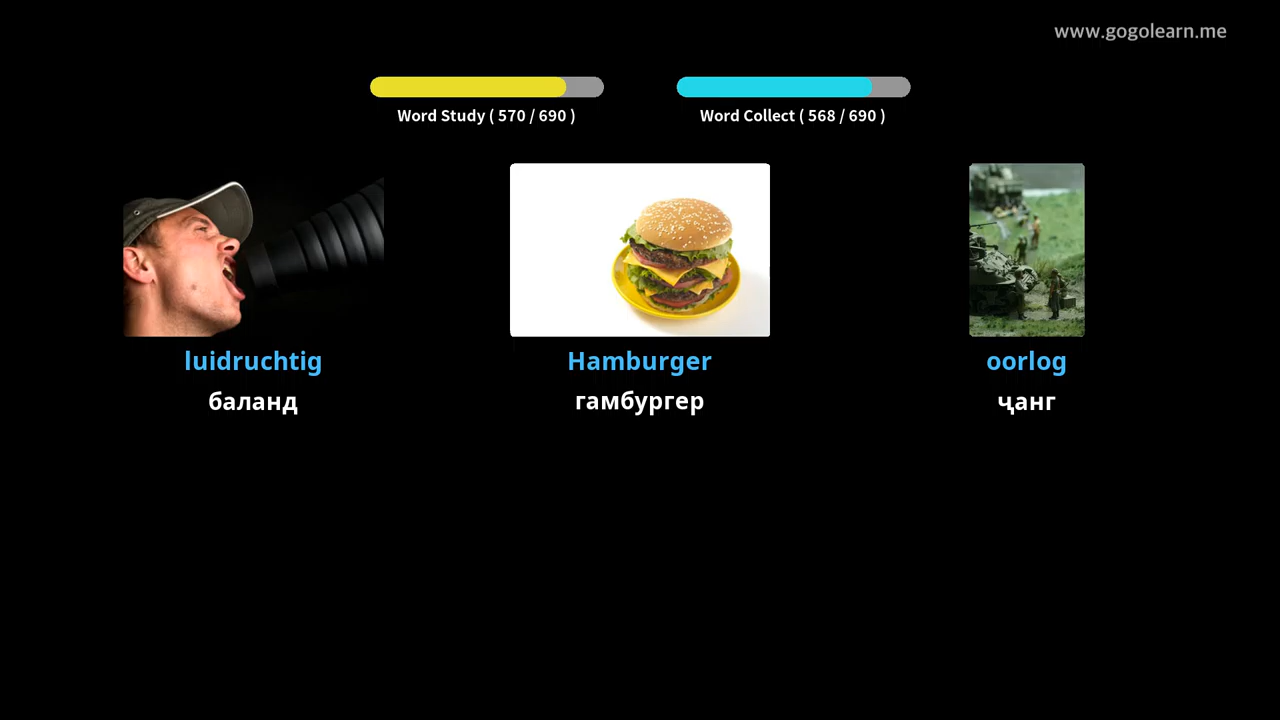 www.gogolearn.me
Word Study ( 570 / 690 )
Word Collect ( 568 / 690 )
luidruchtig
Hamburger
oorlog
баланд
гамбургер
ҷанг